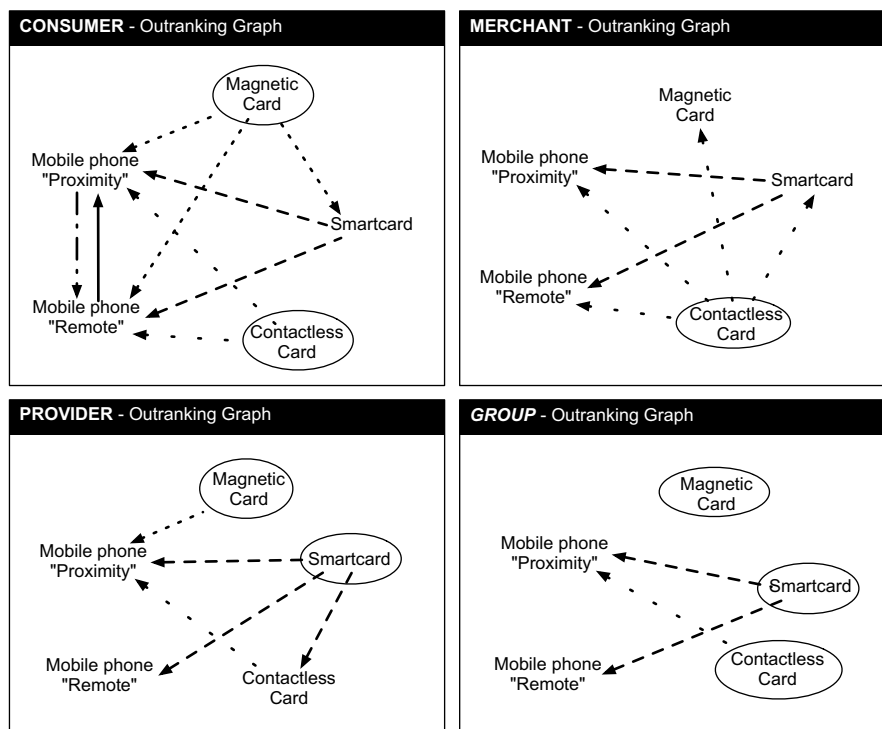 CONSUMER - Outranking Graph
Magnetic
Card
Mobile phone
"Proximity"
Smartcard
Mobile phone
"Remote"
Contactless
Card
MERCHANT - Outranking Graph
Magnetic
Card
Mobile phone
"Proximity"
Smartcard
Mobile phone
"Remote"
Contactless
Card
PROVIDER - Outranking Graph
Magnetic
Card
Mobile phone
"Proximity"
Smartcard
Mobile phone
"Remote"
Contactless
Card
GROUP - Outranking Graph
Magnetic
Card
Mobile phone
"Proximity"
Smartcard
Mobile phone
"Remote"
Contactless
Card